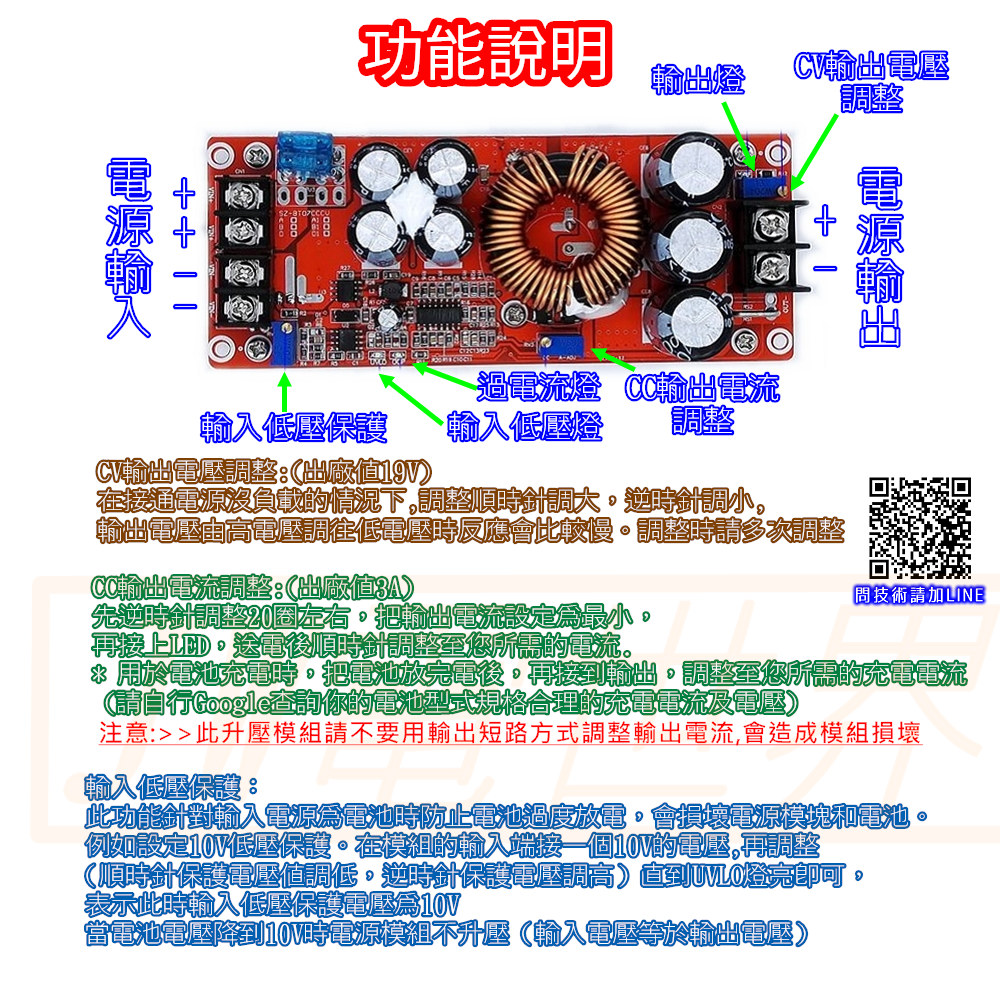 功能說明
輸出燈
CV輸出電壓
調整
電源輸入
+
+
-
-
電源輸出
+
-
SZ-BT07CCCV
過電流燈
CC輸出電流
調整
輸入低壓保護
輸入低壓燈
UVLO
OCP
A-ADJ
OUT-
CV輸出電壓調整:(出廠值19V)
在接通電源沒負載的情況下,調整順時針調大,逆時針調小,
輸出電壓由高電壓調往低電壓時反應會比較慢。調整時請多次調整
問技術請加LINE
CC輸出電流調整:(出廠值3A)
先逆時針調整20圈左右,把輸出電流設定為最小,
再接上LED,送電後順時針調整至您所需的電流.
* 用於電池充電時,把電池放完電後,再接到輸出,調整至您所需的充電電流
(請自行Google查詢你的電池型式規格合理的充電電流及電壓)
注意:>>此升壓模組請不要用輸出短路方式調整輸出電流,會造成模組損壞
輸入低壓保護:
此功能針對輸入電源為電池時防止電池過度放電,會損壞電源模塊和電池。
例如設定10V低壓保護。在模組的輸入端接一個10V的電壓,再調整
(順時針保護電壓值調低,逆時針保護電壓調高)直到UVLO燈亮即可,
表示此時輸入低壓保護電壓為10V
當電池電壓降到10V時電源模組不升壓(輸入電壓等於輸出電壓)